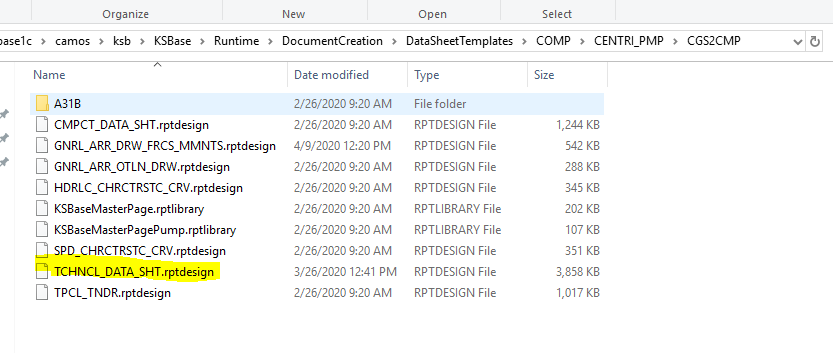 Organize New Open Select
base1c > camos > ksb > KSBase > Runtime > DocumentCreation > DataSheetTemplates > COMP > CENTRI_PMP > CGS2CMP
Name Date modified Type Size
A31B 2/26/2020 9:20 AM File folder
CMPCT_DATA_SHT.rptdesign 2/26/2020 9:20 AM RPTDESIGN File 1,244 KB
GNRL_ARR_DRW_FRCS_MMNTS.rptdesign 4/9/2020 12:20 PM RPTDESIGN File 542 KB
GNRL_ARR_OTLN_DRW.rptdesign 2/26/2020 9:20 AM RPTDESIGN File 288 KB
HDRLC_CHRCTRSTC_CRV.rptdesign 2/26/2020 9:20 AM RPTDESIGN File 345 KB
KSBaseMasterPage.rptlibrary 2/26/2020 9:20 AM RPTLIBRARY File 202 KB
KSBaseMasterPagePump.rptlibrary 2/26/2020 9:20 AM RPTLIBRARY File 107 KB
SPD_CHRCTRSTC_CRV.rptdesign 2/26/2020 9:20 AM RPTDESIGN File 351 KB
TCHNCL_DATA_SHT.rptdesign 3/26/2020 12:41 PM RPTDESIGN File 3,858 KB
TPCL_TNDR.rptdesign 2/26/2020 9:20 AM RPTDESIGN File 1,017 KB